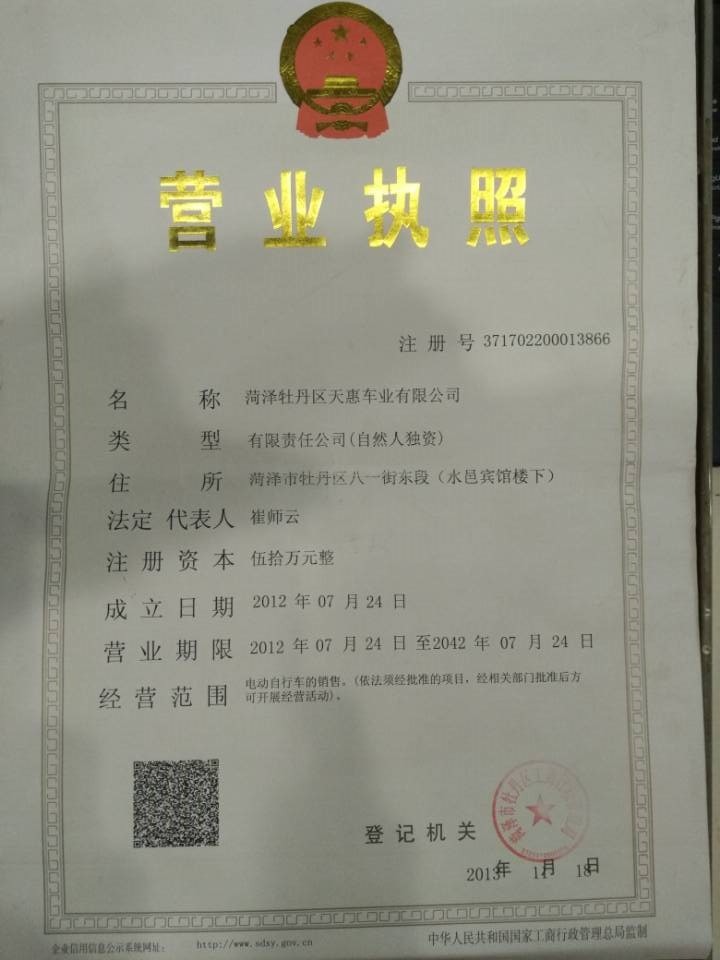 营业执照
注册号 371702200013866
名称 菏泽牡丹区天惠车业有限公司
类型 有限责任公司(自然人独资)
住所 菏泽市牡丹区八一街东段（水邑宾馆楼下）
法定代表人 崔师云
注册资本 伍拾万元整
成立日期 2012 年 07 月 24 日
营业期限 2012 年 07 月 24 日 至2042 年 07 月 24 日
经营范围 电动自行车的销售。(依法须经批准的项目，经相关部门批准后方
可开展经营活动)。
登记机关
2013年 11月 18日
企业信用信息公示系统网址： http://www.sdxy.gov.cn
中华人民共和国国家工商行政管理总局监制